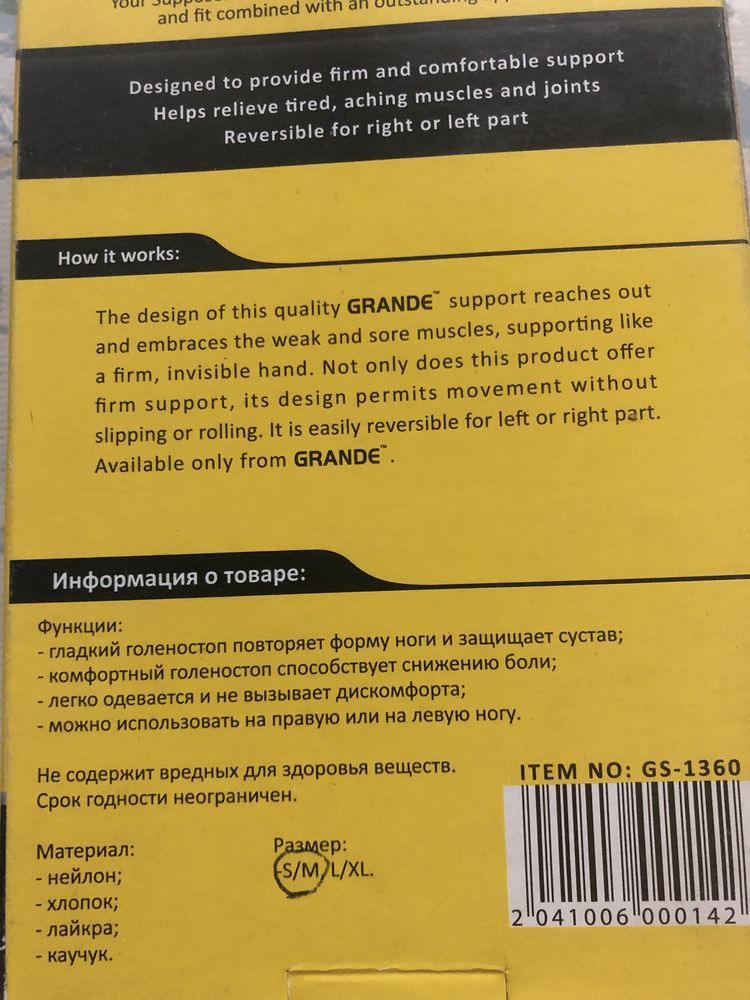 Your
and fit combined with an outstanding
Designed to provide firm and comfortable support
Helps relieve tired, aching muscles and joints
Reversible for right or left part
How it works:
The design of this quality GRANDE™ support reaches out
and embraces the weak and sore muscles, supporting like
a firm, invisible hand. Not only does this product offer
firm support, its design permits movement without
slipping or rolling. It is easily reversible for left or right part.
Available only from GRANDE™.
Информация о товаре:
Функции:
- гладкий голеностоп повторяет форму ноги и защищает сустав;
- комфортный голеностоп способствует снижению боли;
- легко одевается и не вызывает дискомфорта;
- можно использовать на правую или на левую ногу.
Не содержит вредных для здоровья веществ.
Срок годности неограничен.
ITEM NO: GS-1360
Материал:
- нейлон;
- хлопок;
- лайкра;
- каучук.
Размер:
-S/M, L/XL.
2 041006 000142